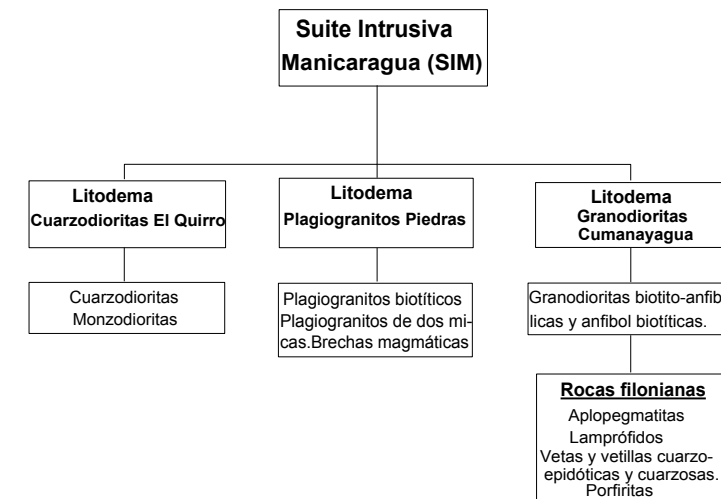 Suite Intrusiva
Manicaragua (SIM)
Litodema
Cuarzodioritas El Quirro
Litodema
Plagiogranitos Piedras
Litodema
Granodioritas
Cumanayagua
Cuarzodioritas
Monzodioritas
Plagiogranitos biotíticos
Plagiogranitos de dos mi-
cas.Brechas magmáticas
Granodioritas biotito-anfib
licas y anfibol biotíticas.
Rocas filonianas
Aplopegmatitas
Lamprófidos
Vetas y vetillas cuarzo-
epidóticas y cuarzosas.
Porfiritas